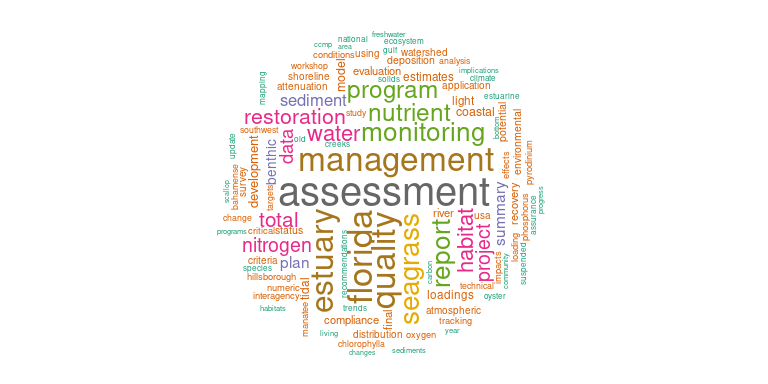 freshwater
national
ecosystem
ccmp
area
gulf
conditions
using
watershed
deposition
analysis
workshop
model
evaluation
implications
shoreline
solids
estimates
climate
attenuation
program
application
mapping
sediment
light
estuarine
restoration
study
nutrient
coastal
potential
southwest
water
monitoring
bottom
environmental
update
data
old
creeks
pyrodinium
development
benthic
management
effects
scallop
bahamense
survey
targets
assessment
recovery
progress
change
total
river
usa
summary
phosphorus
assurance
programs
critical
status
estuary
florida
quality
seagrass
report
habitat
project
nitrogen
recommendations
loading
suspended
criteria
plan
carbon
impacts
community
species
hillsborough
technical
numeric
tidal
interagency
loadings
oyster
habitats
manatee
trends
final
atmospheric
compliance
tracking
living
distribution
oxygen
year
chlorophylla
changes
sediments